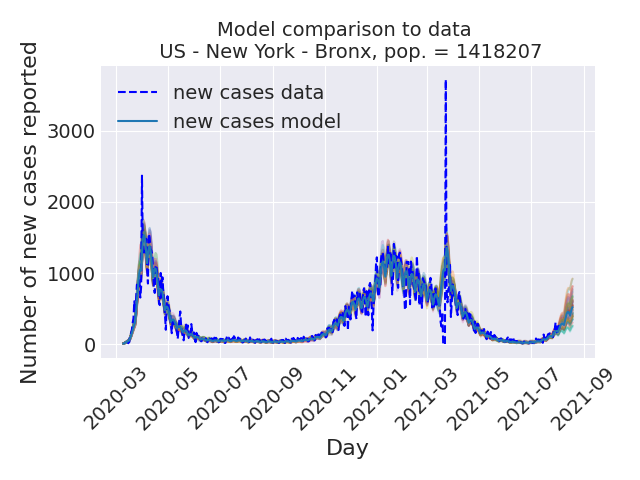 Model comparison to data
US - New York - Bronx, pop. = 1418207
new cases data
new cases model
Number of new cases reported
3000
2000
1000
0
2020-03
2020-05
2020-07
2020-09
2020-11
2021-01
2021-03
2021-05
2021-07
2021-09
Day